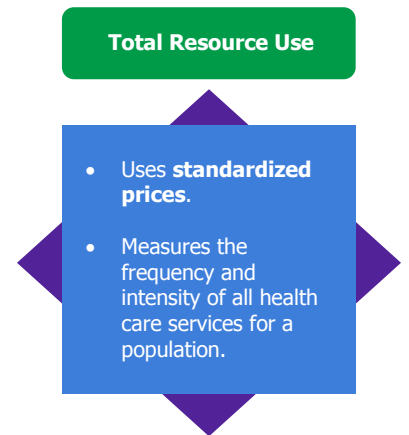 Total Resource Use
• Uses standardized
prices.
• Measures the
frequency and
intensity of all health
care services for a
population.